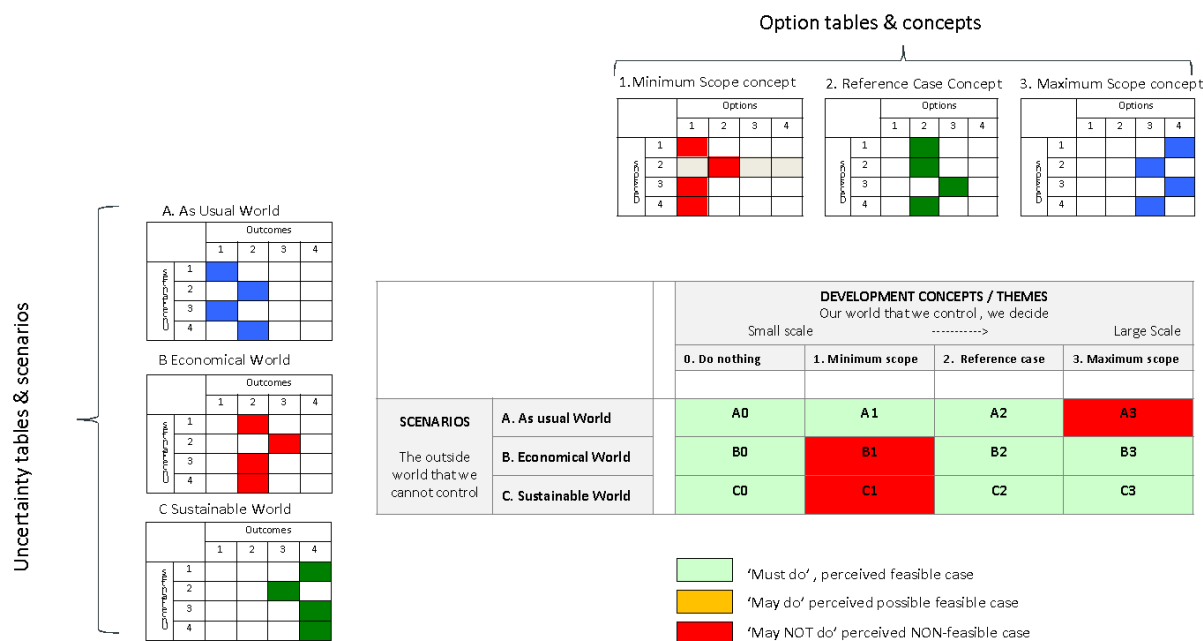 Option tables & concepts
1.Minimum Scope concept
Options
1 2 3 4
1
2
3
4
2. Reference Case Concept
Options
1 2 3 4
1
2
3
4
3. Maximum Scope concept
Options
1 2 3 4
1
2
3
4
Uncertainty tables & scenarios
A. As Usual World
Outcomes
1 2 3 4
1
2
3
4
B Economical World
Outcomes
1 2 3 4
1
2
3
4
C Sustainable World
Outcomes
1 2 3 4
1
2
3
4
DEVELOPMENT CONCEPTS / THEMES
Our world that we control , we decide
Small scale ----------> Large Scale
0. Do nothing 1. Minimum scope 2. Reference case 3. Maximum scope
SCENARIOS
The outside
world that we
cannot control
A. As usual World A0 A1 A2 A3
B. Economical World B0 B1 B2 B3
C. Sustainable World C0 C1 C2 C3
'Must do' , perceived feasible case
'May do' perceived possible feasible case
'May NOT do' perceived NON-feasible case